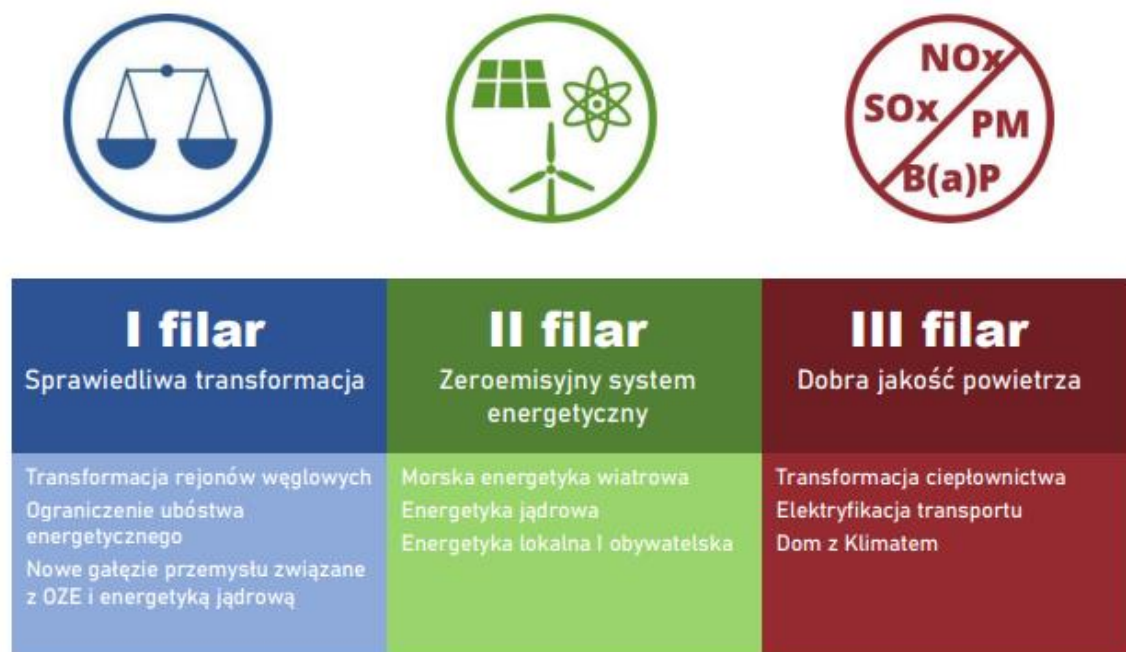 NOx
SOx
PM
B(a)P
I filar
Sprawiedliwa transformacja
Transformacja rejonów węglowych
Ograniczenie ubóstwa
energetycznego
Nowe gałęzie przemysłu związane
z OZE i energetyką jądrową
II filar
Zeroemisyjny system
energetyczny
Morska energetyka wiatrowa
Energetyka jądrowa
Energetyka lokalna I obywatelska
III filar
Dobra jakość powietrza
Transformacja ciepłownictwa
Elektryfikacja transportu
Dom z Klimatem